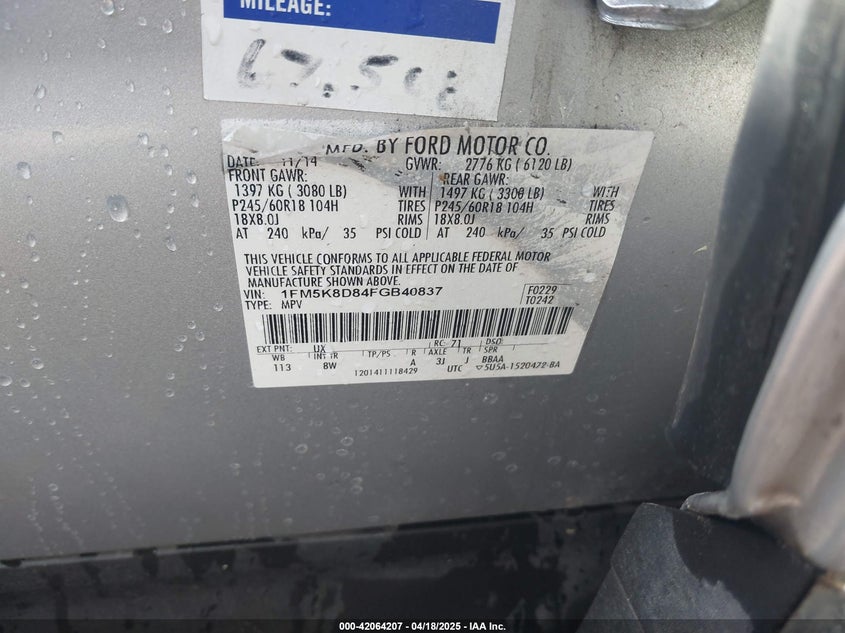 MILEAGE:
MFD. BY FORD MOTOR CO.
DATE: 11/14 GVWR: 2776 KG ( 6120 LB)
FRONT GAWR: REAR GAWR:
1397 KG ( 3080 LB) WITH 1497 KG ( 3300 LB) WITH
P245/60R18 104H TIRES P245/60R18 104H TIRES
18X8.0J RIMS 18X8.0J RIMS
AT 240 kPa/ 35 PSI COLD AT 240 kPa/ 35 PSI COLD
THIS VEHICLE CONFORMS TO ALL APPLICABLE FEDERAL MOTOR
VEHICLE SAFETY STANDARDS IN EFFECT ON THE DATE OF
MANUFACTURE SHOWN ABOVE.
VIN: 1FM5K8D84FGB40837 F0229
TYPE: MPV T0242
EXT PNT: UX RC: 71 DSO:
WB INT TR TP/PS R AXLE TR SPR
113 BW A 3J J BBAA
1201411118429 UTC 5U5A-1520472-BA
000-42064207 - 04/18/2025 - IAA Inc.